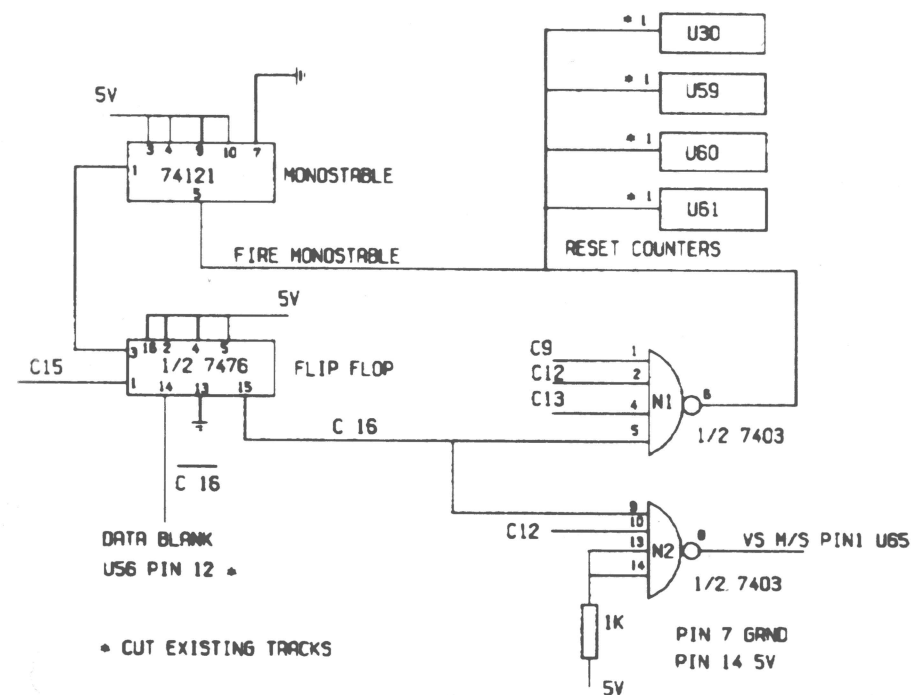 * 1 U30
5V
* 1 U59
3 4 9 10 7
1 74121
5
MONOSTABLE
* 1 U60
* 1 U61
FIRE MONOSTABLE
RESET COUNTERS
5V
3 16 2 4 5
1/2 7476
FLIP FLOP
C15
1 14 13 15
C9 1
C12 2
C13 4
N1 6
C 16 5
1/2 7403
C 16
9
C12 10
13 N2 8
VS M/S PIN1 U65
14
DATA BLANK
U56 PIN 12 *
1/2 7403
1K
PIN 7 GRND
PIN 14 5V
* CUT EXISTING TRACKS
5V